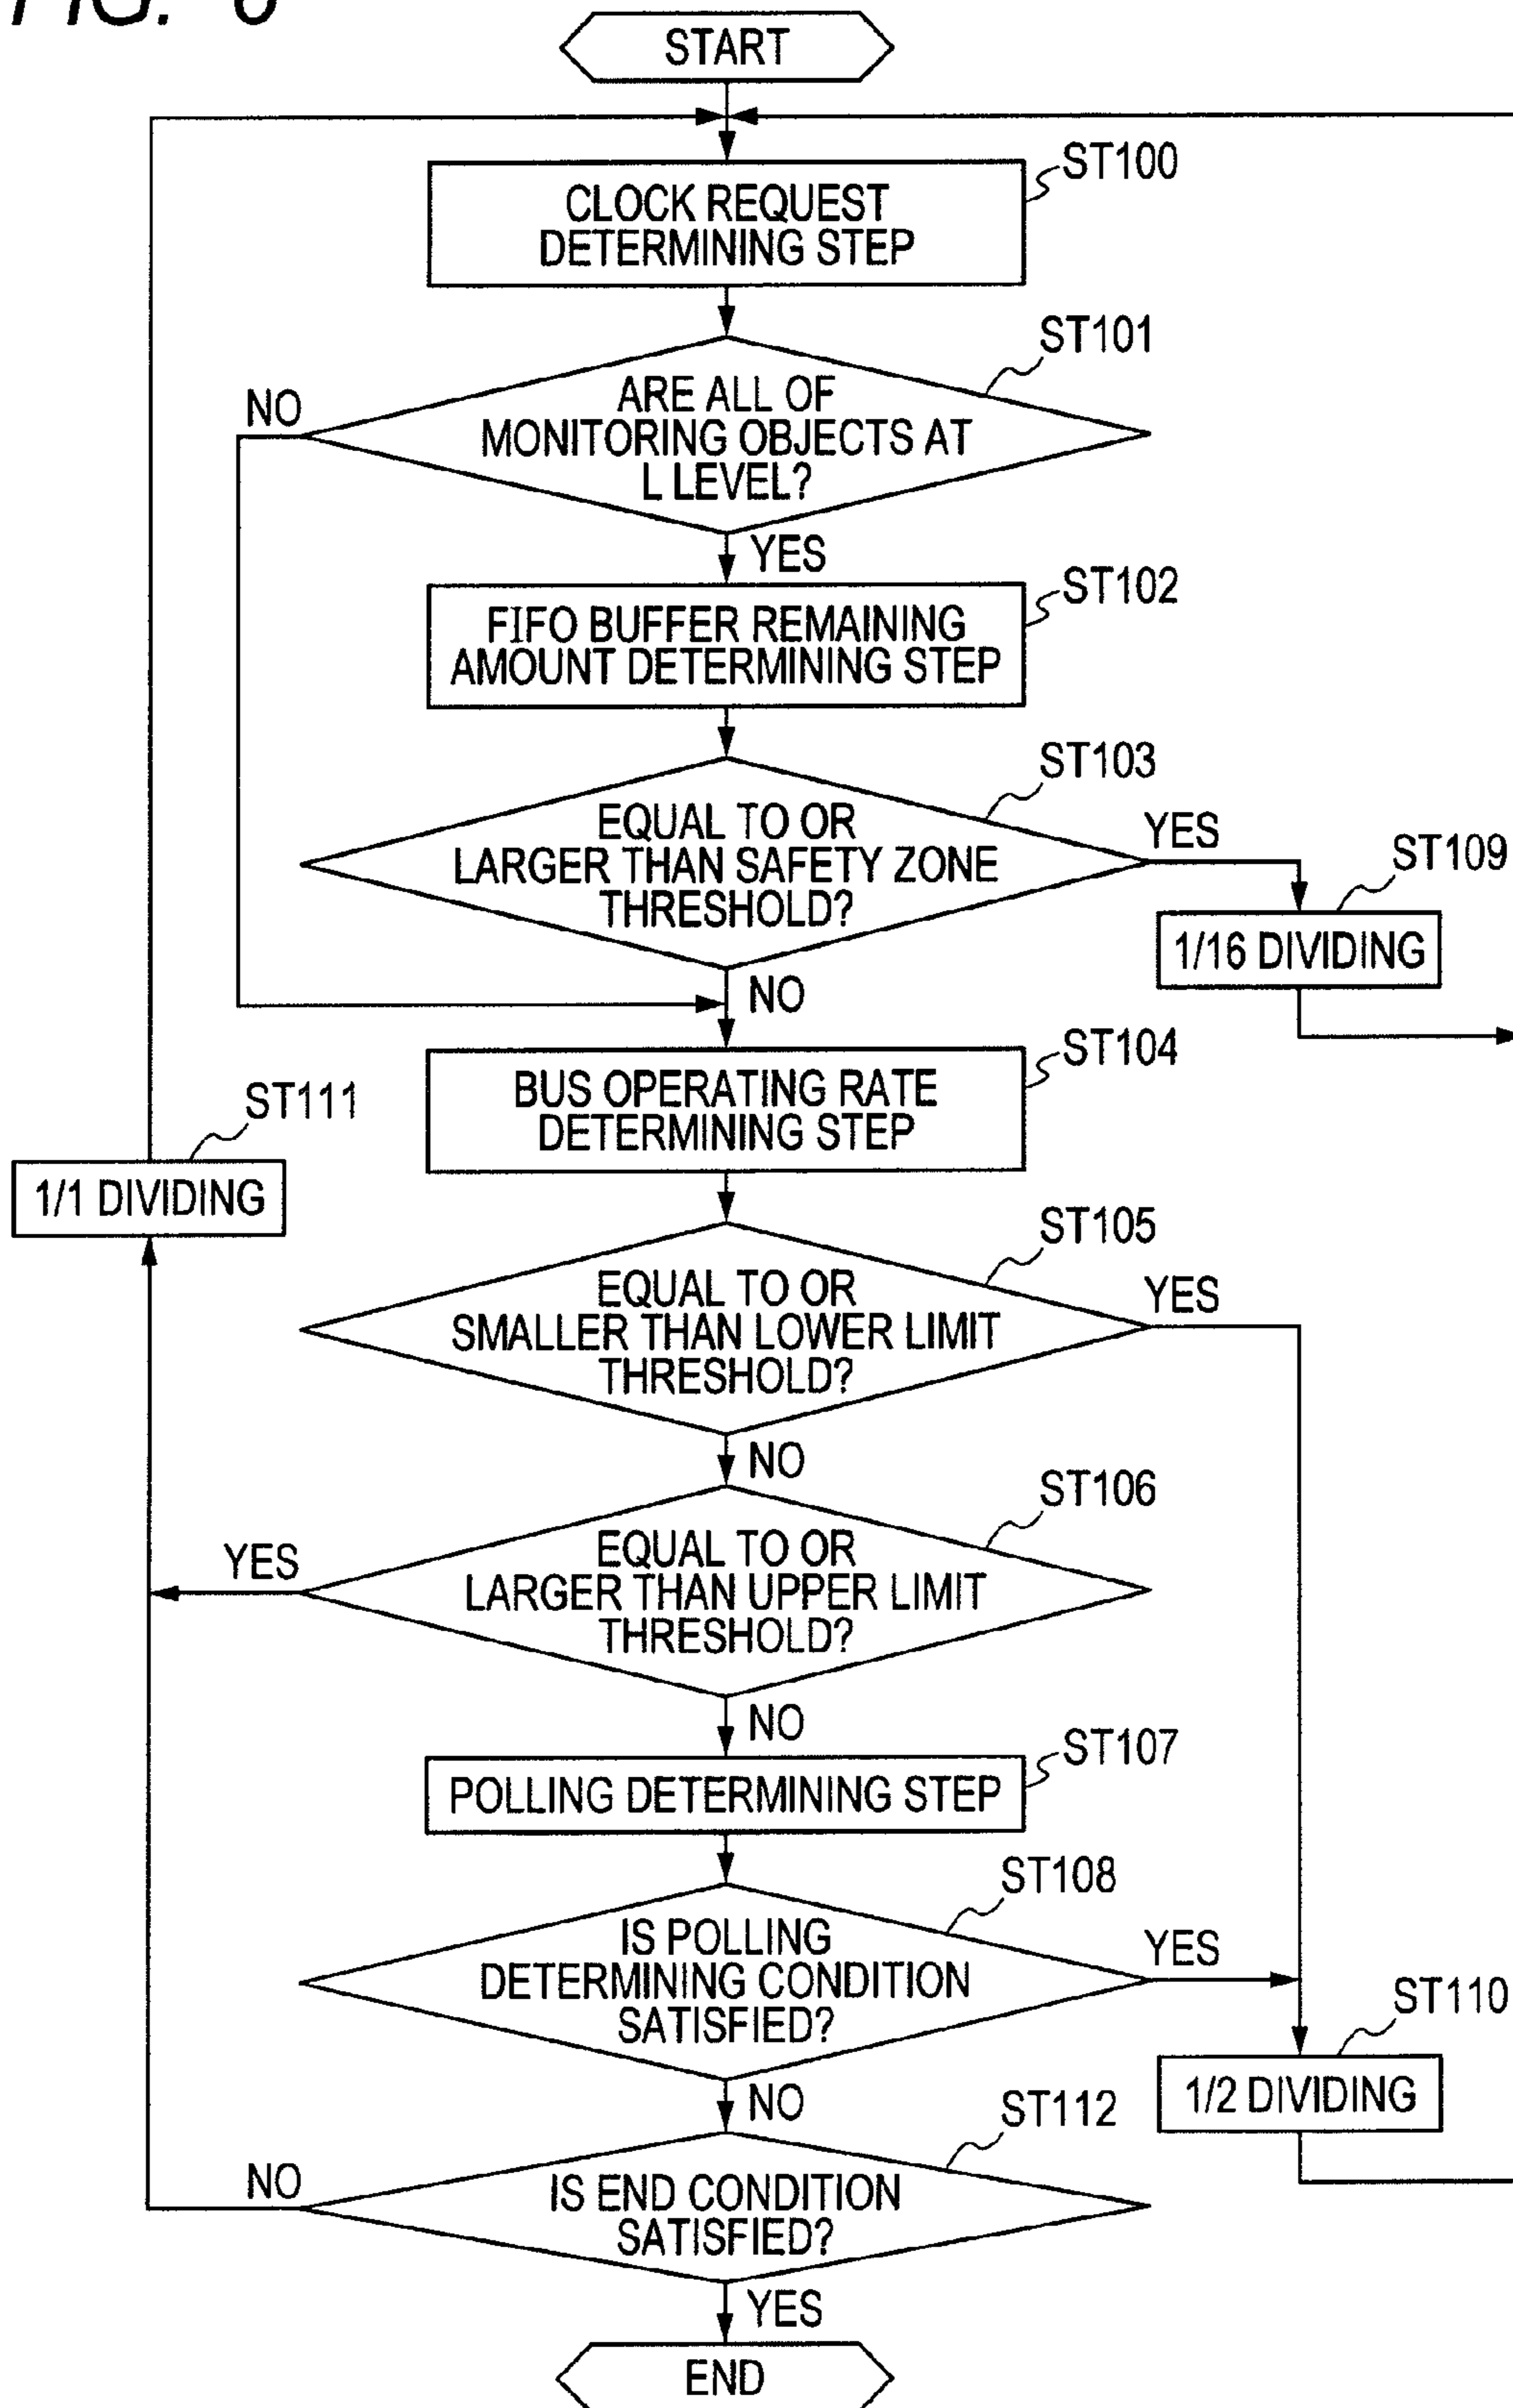 START
ST100
CLOCK REQUEST
DETERMINING STEP
ST101
ARE ALL OF
MONITORING OBJECTS AT
L LEVEL?
NO
YES
ST102
FIFO BUFFER REMAINING
AMOUNT DETERMINING STEP
ST103
EQUAL TO OR
LARGER THAN SAFETY ZONE
THRESHOLD?
YES
ST109
1/16 DIVIDING
NO
ST104
BUS OPERATING RATE
DETERMINING STEP
ST111
1/1 DIVIDING
ST105
EQUAL TO OR
SMALLER THAN LOWER LIMIT
THRESHOLD?
YES
NO
ST106
EQUAL TO OR
LARGER THAN UPPER LIMIT
THRESHOLD?
YES
NO
ST107
POLLING DETERMINING STEP
ST108
IS POLLING
DETERMINING CONDITION
SATISFIED?
YES
ST110
1/2 DIVIDING
NO
ST112
IS END CONDITION
SATISFIED?
NO
YES
END